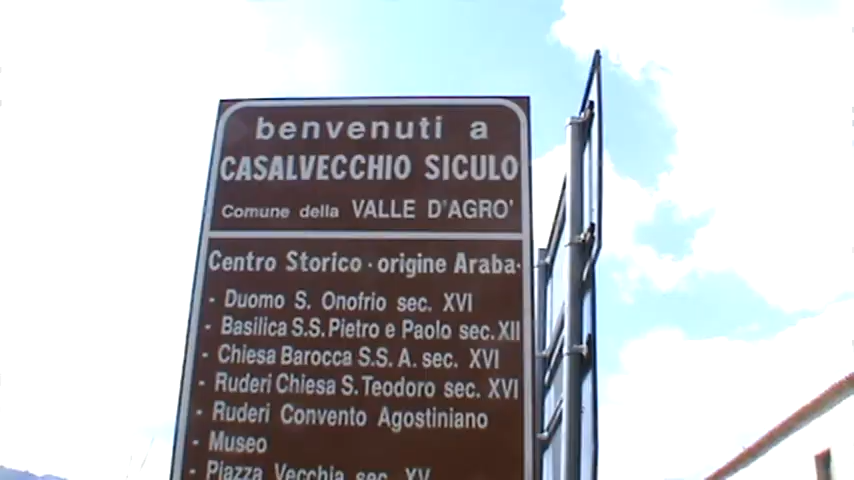 benvenuti a
CASALVECCHIO SICULO
Comune della VALLE D'AGRO'
Centro Storico · origine Araba ·
- Duomo S. Onofrio sec. XVI
- Basilica S.S. Pietro e Paolo sec. XII
- Chiesa Barocca S.S. A. sec. XVI
- Ruderi Chiesa S. Teodoro sec. XVI
- Ruderi Convento Agostiniano
- Museo
- Piazza Vecchia sec. XV